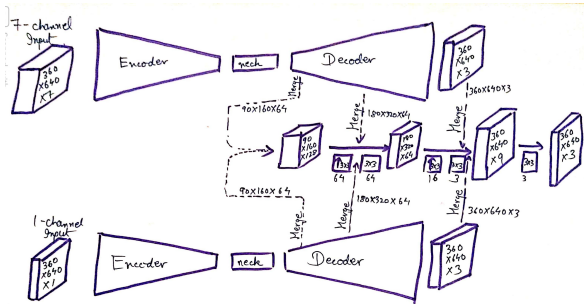 7-channel
Input
360
x640
x7
Encoder
neck
Decoder
360
x640
x3
Merge
90x160x64
Merge
180x320x64
Merge
360x640x3
90
x160
x128
3x3
64
3x3
64
180
x320
x64
3x3
16
3x3
3
360
x640
x9
3x3
3
360
x640
x3
90x160x64
Merge
Merge
180x320x64
Merge
360x640x3
1-channel
Input
360
x640
x1
Encoder
neck
Decoder
360
x640
x3